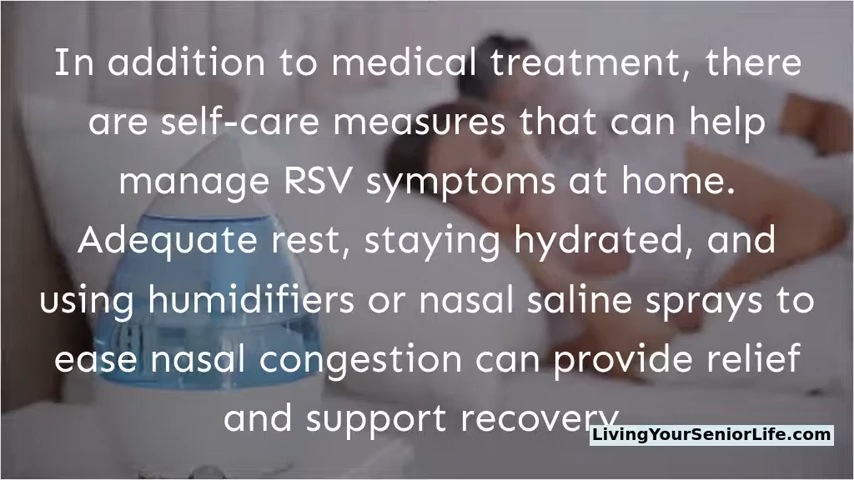 In addition to medical treatment, there
are self-care measures that can help
manage RSV symptoms at home.
Adequate rest, staying hydrated, and
using humidifiers or nasal saline sprays to
ease nasal congestion can provide relief
and support recovery
LivingYourSeniorLife.com